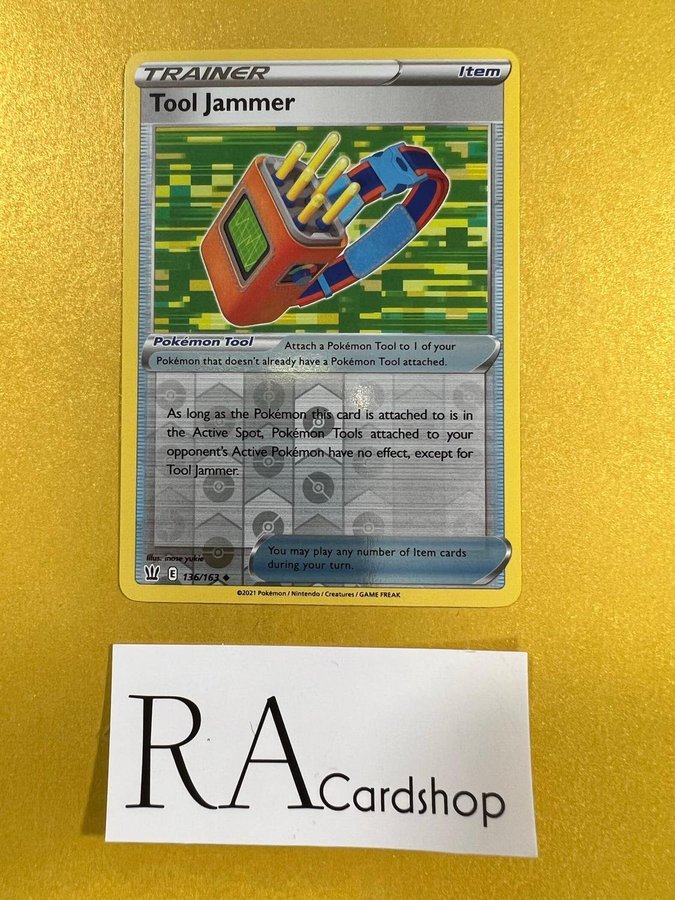 TRAINER Item
Tool Jammer
Pokémon Tool Attach a Pokémon Tool to 1 of your
Pokémon that doesn't already have a Pokémon Tool attached.
As long as the Pokémon this card is attached to is in
the Active Spot, Pokémon Tools attached to your
opponent's Active Pokémon have no effect, except for
Tool Jammer.
You may play any number of Item cards
during your turn.
Illus. inose yukie
E 136/163
©2021 Pokémon / Nintendo / Creatures / GAME FREAK
RA Cardshop